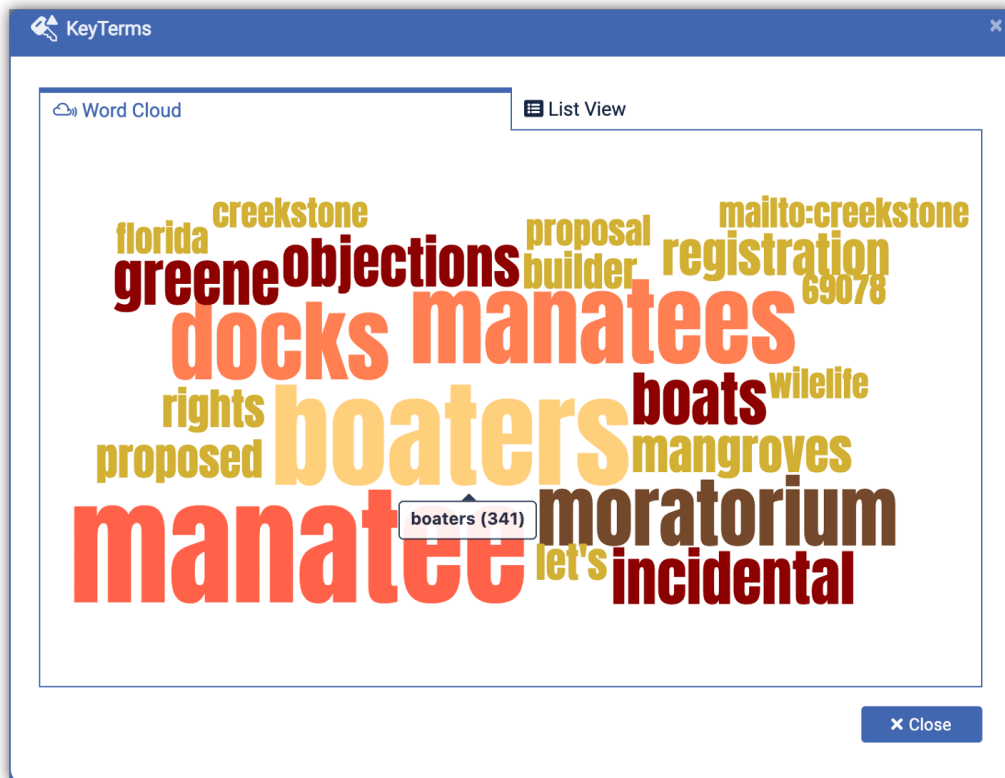 KeyTerms
×
Word Cloud
List View
creekstone
mailto:creekstone
florida
proposal
greene
objections
builder
registration
69078
docks
manatees
rights
boaters
boats
wilelife
proposed
mangroves
manatee
boaters (341)
moratorium
let's
incidental
× Close